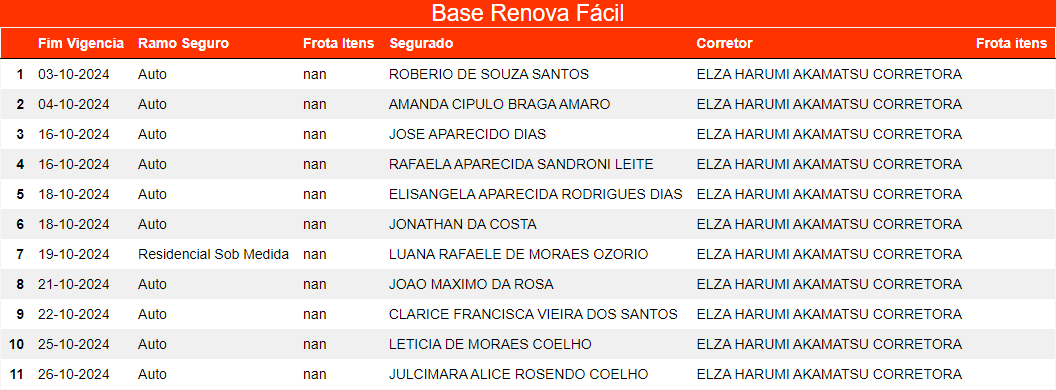 Base Renova Fácil
Fim Vigencia Ramo Seguro Frota Itens Segurado Corretor Frota itens
1 03-10-2024 Auto nan ROBERIO DE SOUZA SANTOS ELZA HARUMI AKAMATSU CORRETORA
2 04-10-2024 Auto nan AMANDA CIPULO BRAGA AMARO ELZA HARUMI AKAMATSU CORRETORA
3 16-10-2024 Auto nan JOSE APARECIDO DIAS ELZA HARUMI AKAMATSU CORRETORA
4 16-10-2024 Auto nan RAFAELA APARECIDA SANDRONI LEITE ELZA HARUMI AKAMATSU CORRETORA
5 18-10-2024 Auto nan ELISANGELA APARECIDA RODRIGUES DIAS ELZA HARUMI AKAMATSU CORRETORA
6 18-10-2024 Auto nan JONATHAN DA COSTA ELZA HARUMI AKAMATSU CORRETORA
7 19-10-2024 Residencial Sob Medida nan LUANA RAFAELE DE MORAES OZORIO ELZA HARUMI AKAMATSU CORRETORA
8 21-10-2024 Auto nan JOAO MAXIMO DA ROSA ELZA HARUMI AKAMATSU CORRETORA
9 22-10-2024 Auto nan CLARICE FRANCISCA VIEIRA DOS SANTOS ELZA HARUMI AKAMATSU CORRETORA
10 25-10-2024 Auto nan LETICIA DE MORAES COELHO ELZA HARUMI AKAMATSU CORRETORA
11 26-10-2024 Auto nan JULCIMARA ALICE ROSENDO COELHO ELZA HARUMI AKAMATSU CORRETORA